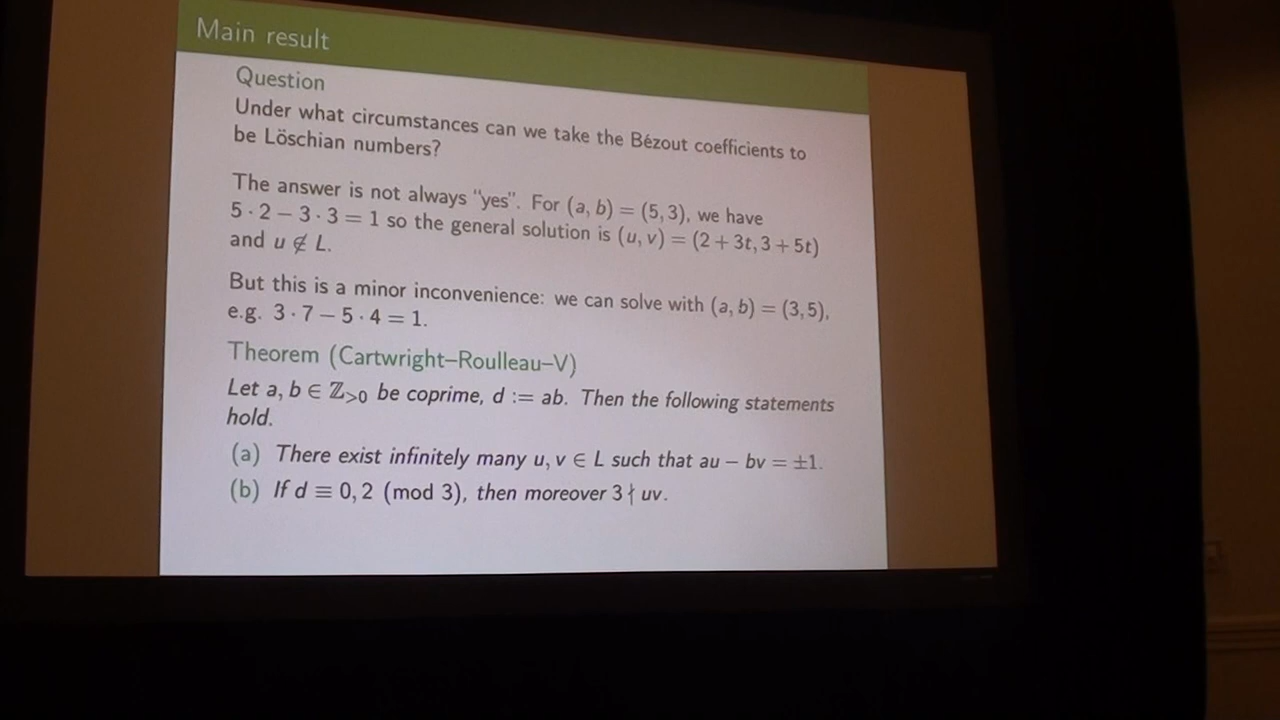 Main result
Question
Under what circumstances can we take the Bézout coefficients to
be Löschian numbers?
The answer is not always "yes". For (a, b) = (5, 3), we have
5 · 2 − 3 · 3 = 1 so the general solution is (u, v) = (2 + 3t, 3 + 5t)
and u ∉ L.
But this is a minor inconvenience: we can solve with (a, b) = (3, 5),
e.g. 3 · 7 − 5 · 4 = 1.
Theorem (Cartwright–Roulleau–V)
Let a, b ∈ ℤ>0 be coprime, d := ab. Then the following statements
hold.
(a) There exist infinitely many u, v ∈ L such that au − bv = ±1.
(b) If d ≡ 0, 2 (mod 3), then moreover 3 ∤ uv.